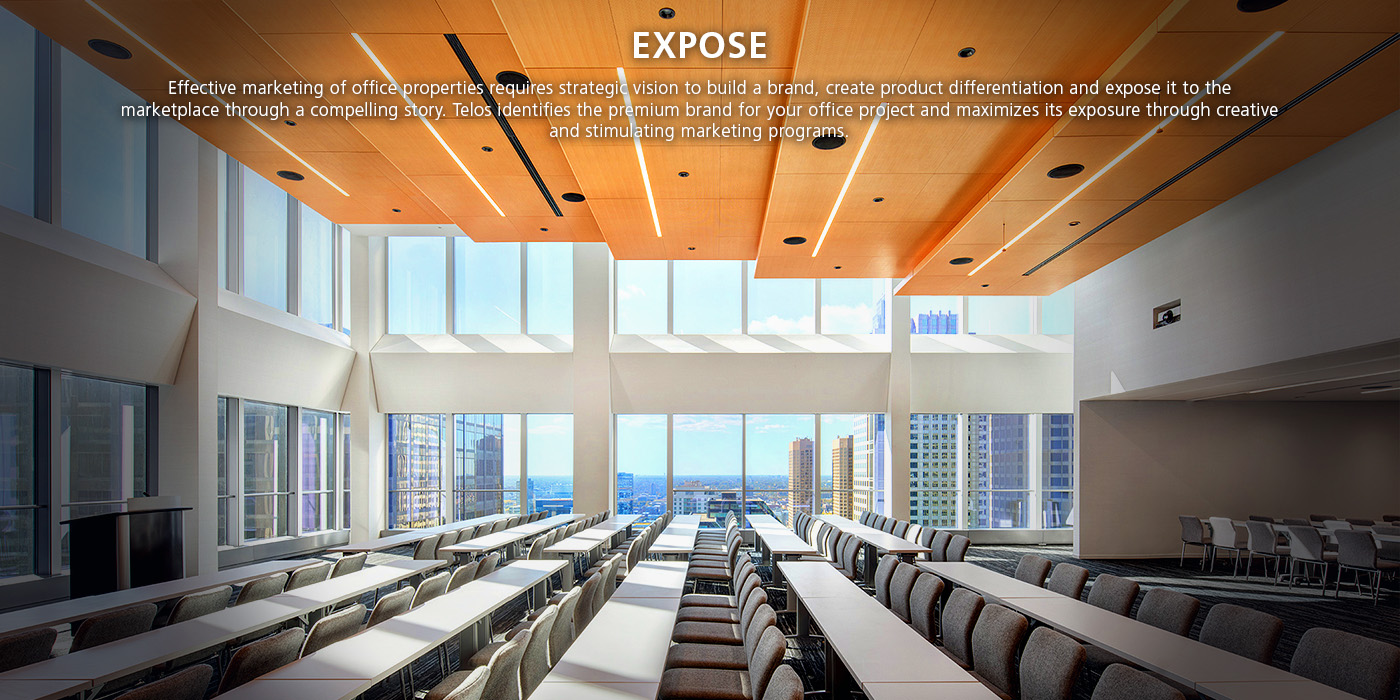 EXPOSE
Effective marketing of office properties requires strategic vision to build a brand, create product differentiation and expose it to the
marketplace through a compelling story. Telos identifies the premium brand for your office project and maximizes its exposure through creative
and stimulating marketing programs.